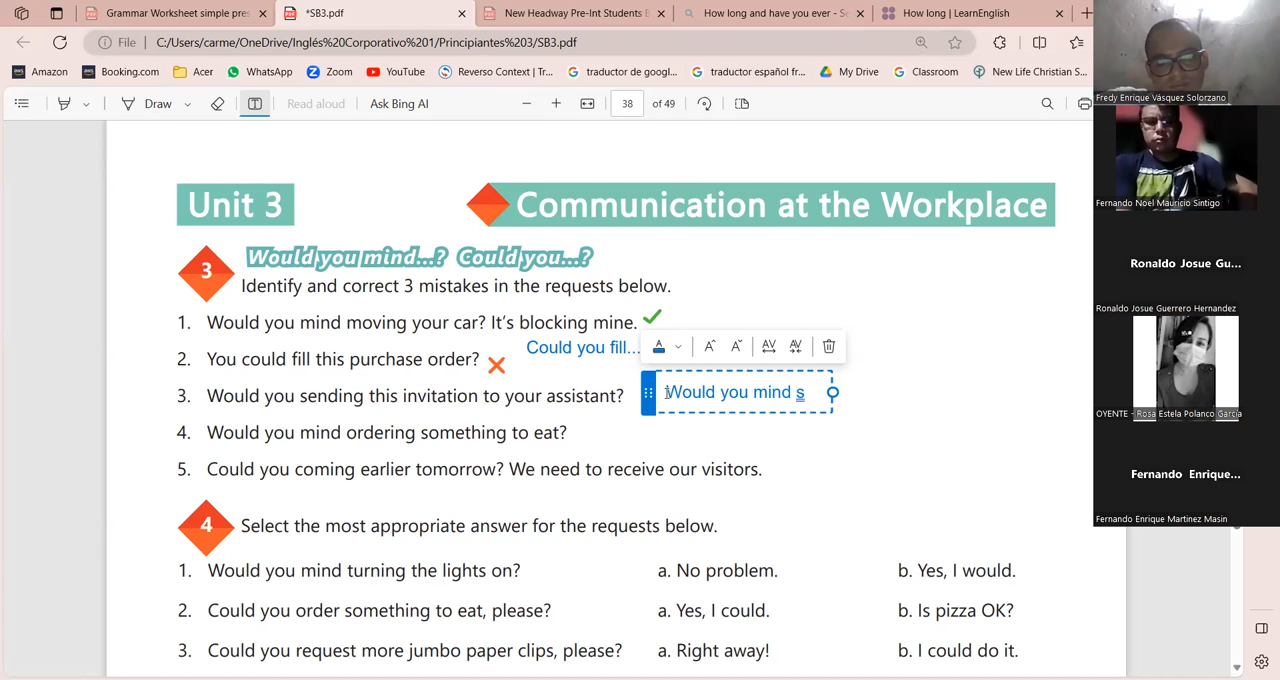 Grammar Worksheet simple pres
*SB3.pdf
New Headway Pre-Int Students B
How long and have you ever - Se
How long | LearnEnglish
File
C:/Users/carme/OneDrive/Inglés%20Corporativo%201/Principiantes%203/SB3.pdf
Amazon
Booking.com
Acer
WhatsApp
Zoom
YouTube
Reverso Context | Tr...
traductor de googl...
traductor español fr...
My Drive
Classroom
New Life Christian S...
Draw
Read aloud
Ask Bing AI
38 of 49
Fredy Enrique Vásquez Solorzano
Fernando Noel Mauricio Sintigo
Ronaldo Josue Gu...
Ronaldo Josue Guerrero Hernandez
OYENTE - Rosa Estela Polanco García
Fernando Enrique...
Fernando Enrique Martinez Masin
Unit 3
Communication at the Workplace
3
Would you mind...? Could you...?
Identify and correct 3 mistakes in the requests below.
1. Would you mind moving your car? It's blocking mine.
Could you fill...
2. You could fill this purchase order?
Would you mind s
3. Would you sending this invitation to your assistant?
4. Would you mind ordering something to eat?
5. Could you coming earlier tomorrow? We need to receive our visitors.
4
Select the most appropriate answer for the requests below.
1. Would you mind turning the lights on? a. No problem. b. Yes, I would.
2. Could you order something to eat, please? a. Yes, I could. b. Is pizza OK?
3. Could you request more jumbo paper clips, please? a. Right away! b. I could do it.